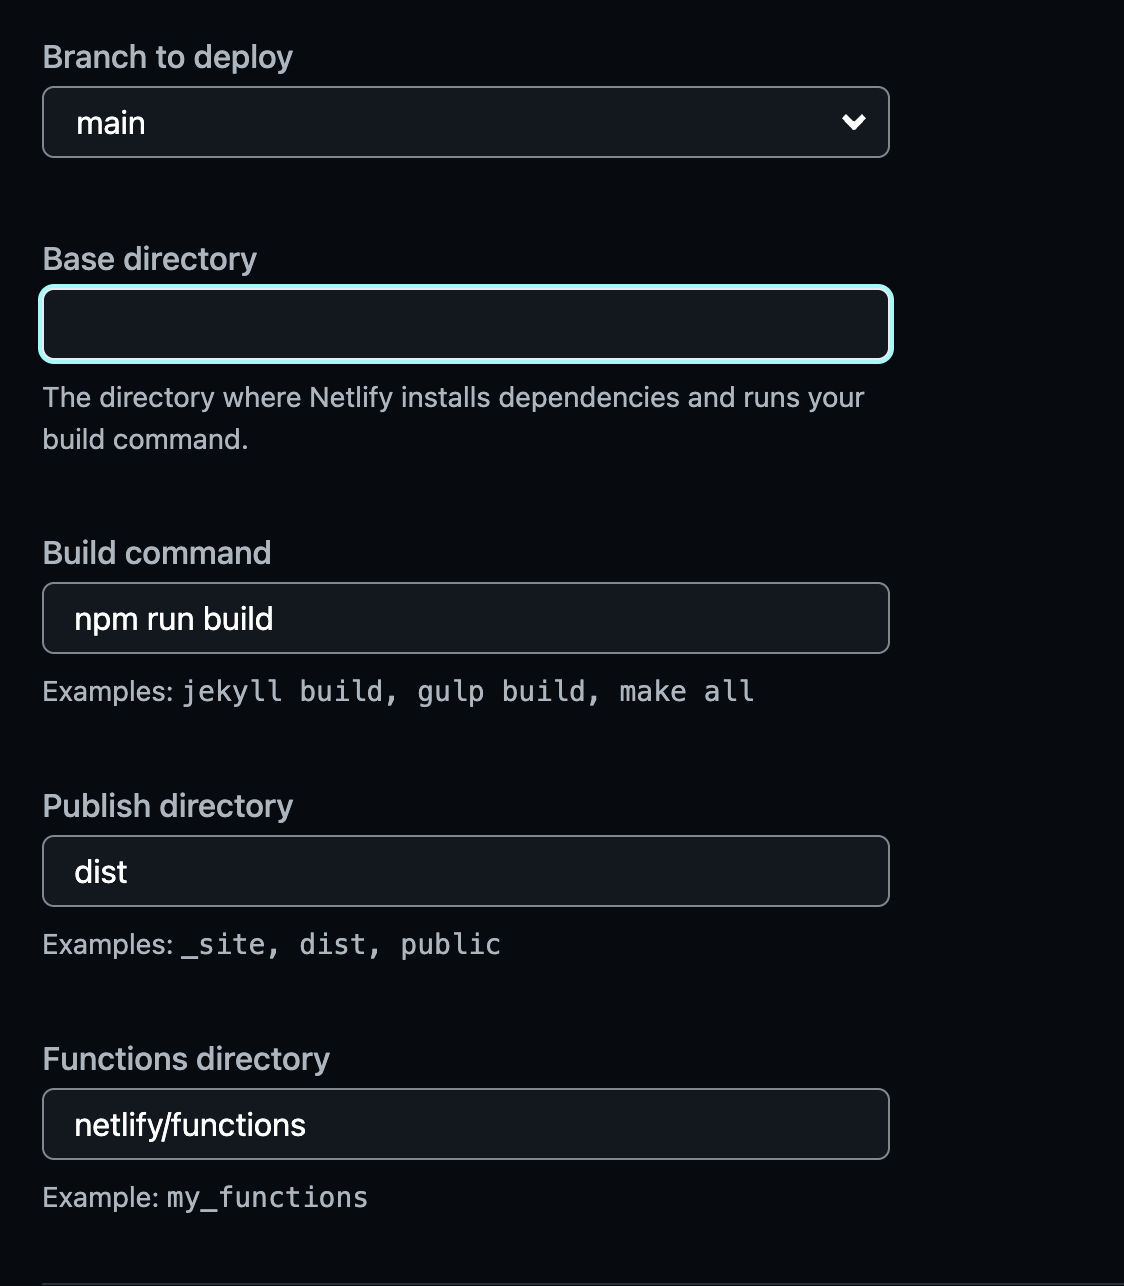 Branch to deploy
main
Base directory
The directory where Netlify installs dependencies and runs your
build command.
Build command
npm run build
Examples: jekyll build, gulp build, make all
Publish directory
dist
Examples: _site, dist, public
Functions directory
netlify/functions
Example: my_functions